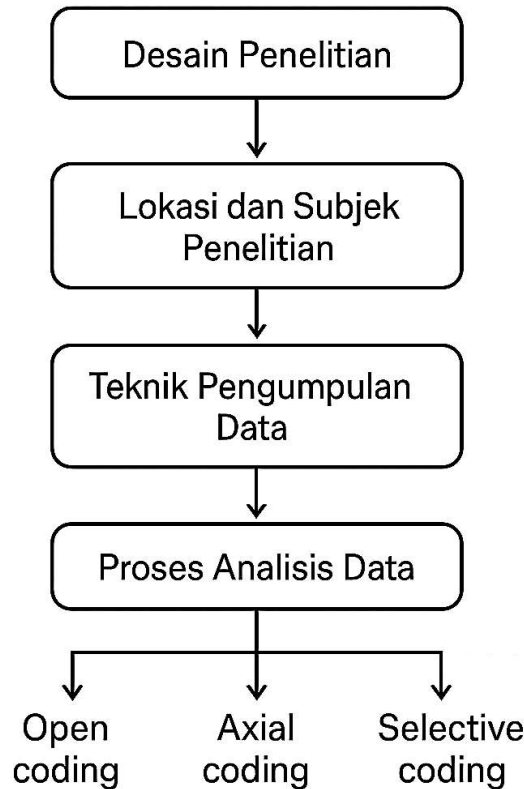 Desain Penelitian
Lokasi dan Subjek
Penelitian
Teknik Pengumpulan
Data
Proses Analisis Data
Open
coding
Axial
coding
Selective
coding